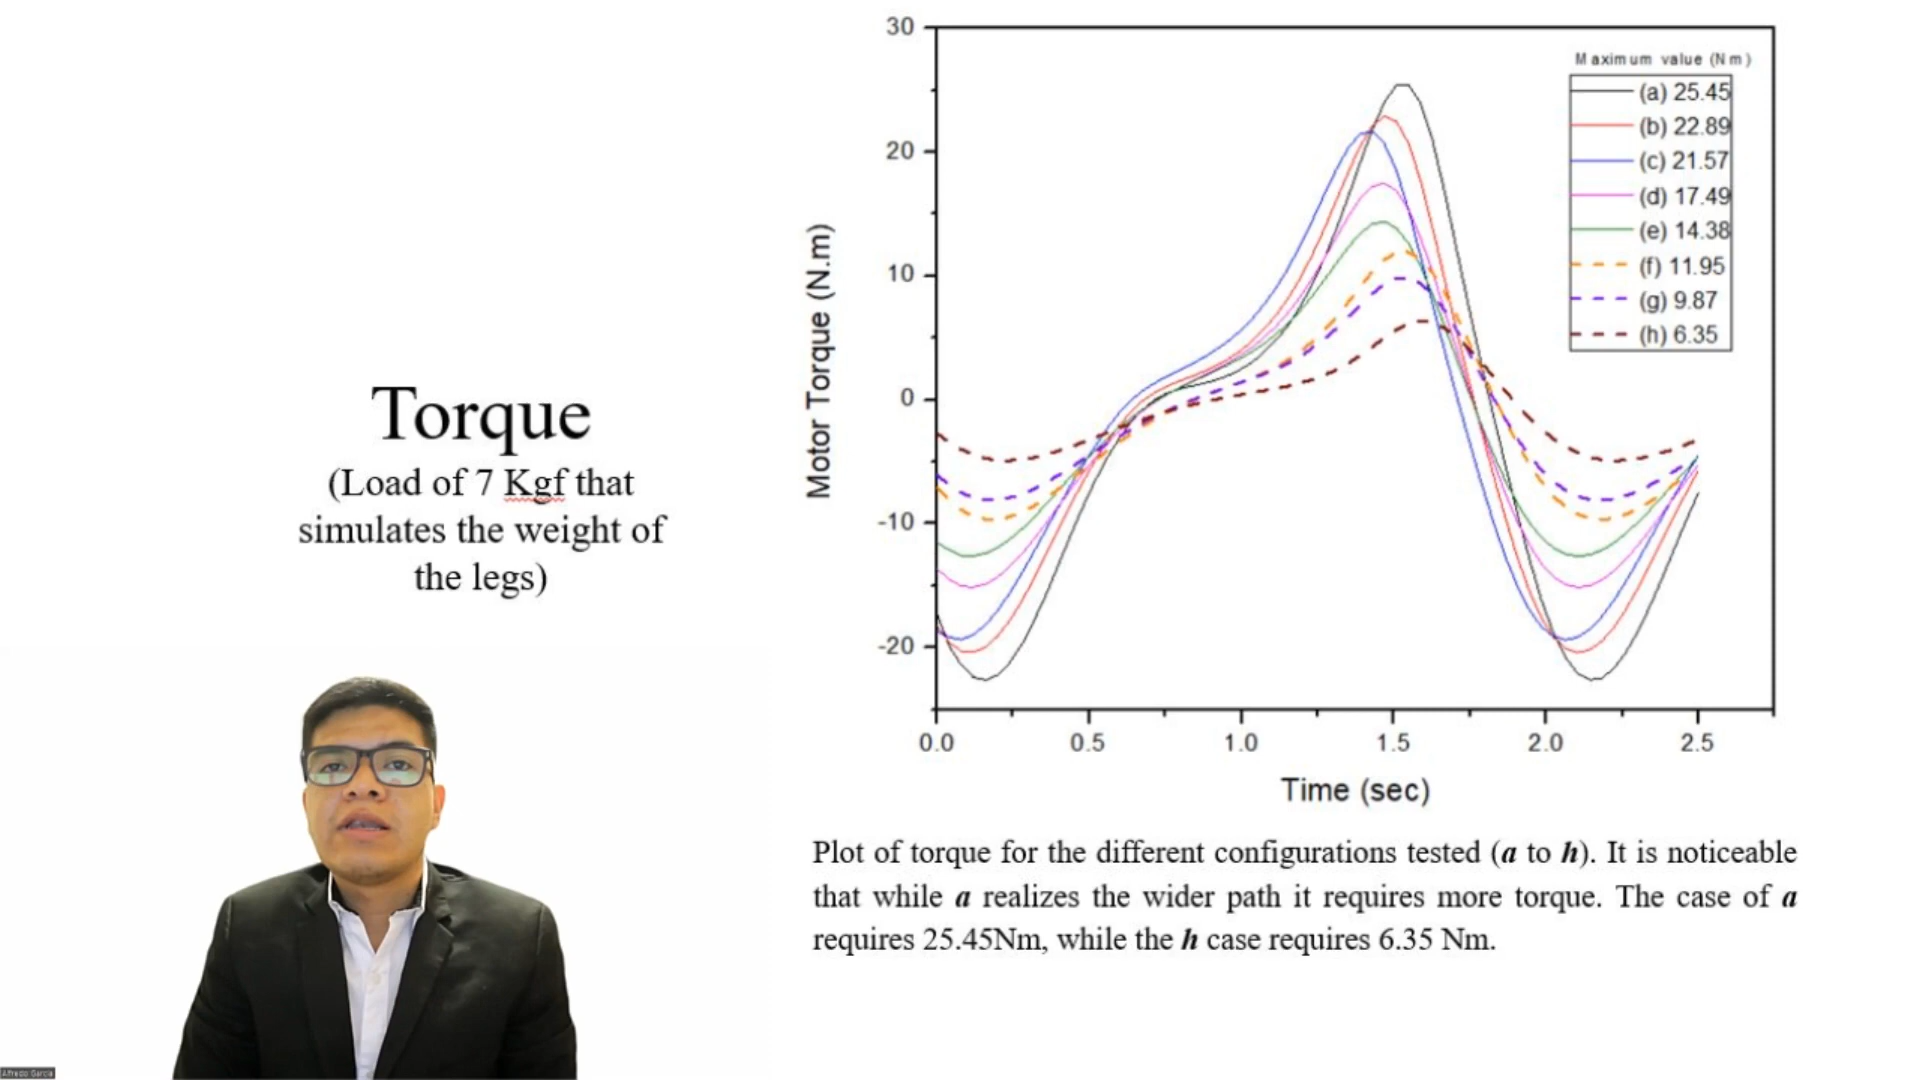 Torque
(Load of 7 Kgf that
simulates the weight of
the legs)
Motor Torque (N.m)
30
20
10
0
-10
-20
0.0 0.5 1.0 1.5 2.0 2.5
Time (sec)
Maximum value (Nm)
(a) 25.45
(b) 22.89
(c) 21.57
(d) 17.49
(e) 14.38
(f) 11.95
(g) 9.87
(h) 6.35
Plot of torque for the different configurations tested (a to h). It is noticeable
that while a realizes the wider path it requires more torque. The case of a
requires 25.45Nm, while the h case requires 6.35 Nm.
Alfredo Garcia